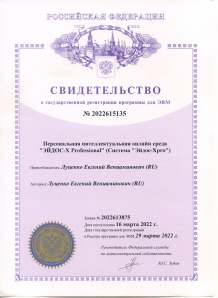 РОССИЙСКАЯ ФЕДЕРАЦИЯ
СВИДЕТЕЛЬСТВО
о государственной регистрации программы для ЭВМ
№ 2022615135
Персональная интеллектуальная онлайн среда
"ЭЙДОС-X Professional" (Система "Эйдос-Xpro")
Правообладатель: Луценко Евгений Вениаминович (RU)
Автор(ы): Луценко Евгений Вениаминович (RU)
Заявка № 2022613875
Дата поступления 16 марта 2022 г.
Дата государственной регистрации
в Реестре программ для ЭВМ 29 марта 2022 г.
Руководитель Федеральной службы
по интеллектуальной собственности
Ю.С. Зубов